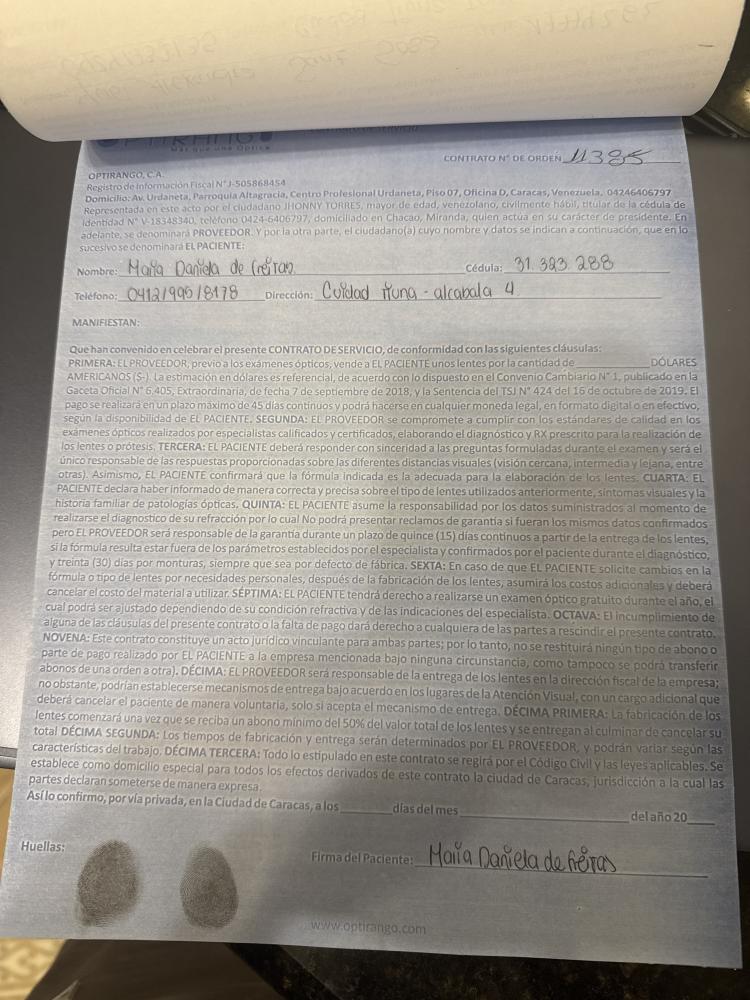 OPTIRANGO
Más que una Óptica
CONTRATO N° DE ORDEN 11385
OPTIRANGO, C.A.
Registro de Información Fiscal N° J-505868454
Domicilio: Av. Urdaneta, Parroquia Altagracia, Centro Profesional Urdaneta, Piso 07, Oficina D, Caracas, Venezuela. 04246406797
Representada en este acto por el ciudadano JHONNY TORRES, mayor de edad, venezolano, civilmente hábil, titular de la cédula de
identidad N° V-18348340, teléfono 0424-6406797, domiciliado en Chacao, Miranda, quien actúa en su carácter de presidente. En
adelante, se denominará PROVEEDOR. Y por la otra parte, el ciudadano(a) cuyo nombre y datos se indican a continuación, que en lo
sucesivo se denominará EL PACIENTE:
Nombre: Maria Daniela de freitas Cédula: 31.323.288
Teléfono: 0412/990/8178 Dirección: Cuidad tiuna - alcabala 4
MANIFIESTAN:
Que han convenido en celebrar el presente CONTRATO DE SERVICIO, de conformidad con las siguientes cláusulas:
PRIMERA: EL PROVEEDOR, previo a los exámenes ópticos, vende a EL PACIENTE unos lentes por la cantidad de DÓLARES
AMERICANOS ($-). La estimación en dólares es referencial, de acuerdo con lo dispuesto en el Convenio Cambiario N° 1, publicado en la
Gaceta Oficial N° 6.405, Extraordinaria, de fecha 7 de septiembre de 2018, y la Sentencia del TSJ N° 424 del 16 de octubre de 2019. El
pago se realizará en un plazo máximo de 45 días continuos y podrá hacerse en cualquier moneda legal, en formato digital o en efectivo,
según la disponibilidad de EL PACIENTE. SEGUNDA: EL PROVEEDOR se compromete a cumplir con los estándares de calidad en los
exámenes ópticos realizados por especialistas calificados y certificados, elaborando el diagnóstico y RX prescrito para la realización de
los lentes o prótesis. TERCERA: EL PACIENTE deberá responder con sinceridad a las preguntas formuladas durante el examen y será el
único responsable de las respuestas proporcionadas sobre las diferentes distancias visuales (visión cercana, intermedia y lejana, entre
otras). Asimismo, EL PACIENTE confirmará que la fórmula indicada es la adecuada para la elaboración de los lentes. CUARTA: EL
PACIENTE declara haber informado de manera correcta y precisa sobre el tipo de lentes utilizados anteriormente, síntomas visuales y la
historia familiar de patologías ópticas. QUINTA: EL PACIENTE asume la responsabilidad por los datos suministrados al momento de
realizarse el diagnostico de su refracción por lo cual No podrá presentar reclamos de garantía si fueran los mismos datos confirmados
pero EL PROVEEDOR será responsable de la garantía durante un plazo de quince (15) días continuos a partir de la entrega de los lentes,
si la fórmula resulta estar fuera de los parámetros establecidos por el especialista y confirmados por el paciente durante el diagnóstico,
y treinta (30) días por monturas, siempre que sea por defecto de fábrica. SEXTA: En caso de que EL PACIENTE solicite cambios en la
fórmula o tipo de lentes por necesidades personales, después de la fabricación de los lentes, asumirá los costos adicionales y deberá
cancelar el costo del material a utilizar. SÉPTIMA: EL PACIENTE tendrá derecho a realizarse un examen óptico gratuito durante el año, el
cual podrá ser ajustado dependiendo de su condición refractiva y de las indicaciones del especialista. OCTAVA: El incumplimiento de
alguna de las cláusulas del presente contrato o la falta de pago dará derecho a cualquiera de las partes a rescindir el presente contrato.
NOVENA: Este contrato constituye un acto jurídico vinculante para ambas partes; por lo tanto, no se restituirá ningún tipo de abono o
parte de pago realizado por EL PACIENTE a la empresa mencionada bajo ninguna circunstancia, como tampoco se podrá transferir
abonos de una orden a otra). DÉCIMA: EL PROVEEDOR será responsable de la entrega de los lentes en la dirección fiscal de la empresa;
no obstante, podrían establecerse mecanismos de entrega bajo acuerdo en los lugares de la Atención Visual, con un cargo adicional que
deberá cancelar el paciente de manera voluntaria, solo si acepta el mecanismo de entrega. DÉCIMA PRIMERA: La fabricación de los
lentes comenzará una vez que se reciba un abono mínimo del 50% del valor total de los lentes y se entregan al culminar de cancelar su
total DÉCIMA SEGUNDA: Los tiempos de fabricación y entrega serán determinados por EL PROVEEDOR, y podrán variar según las
características del trabajo. DÉCIMA TERCERA: Todo lo estipulado en este contrato se regirá por el Código Civil y las leyes aplicables. Se
establece como domicilio especial para todos los efectos derivados de este contrato la ciudad de Caracas, jurisdicción a la cual las
partes declaran someterse de manera expresa.
Así lo confirmo, por vía privada, en la Ciudad de Caracas, a los días del mes del año 20
Huellas:
Firma del Paciente: Maria Daniela de freitas
www.optirango.com